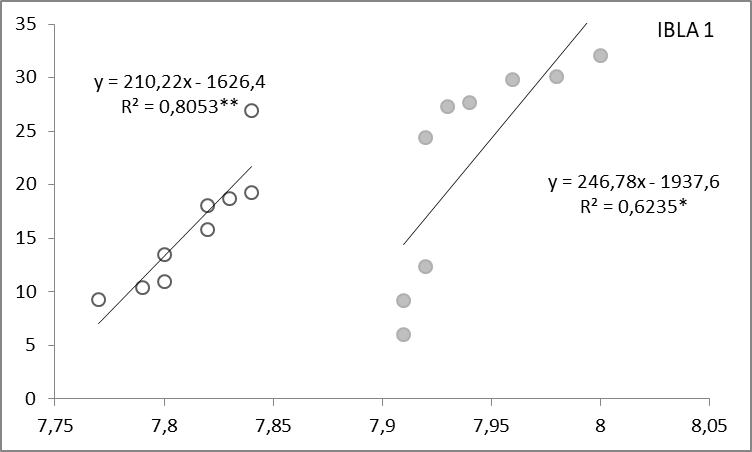 IBLA 1
y = 210,22x - 1626,4
R² = 0,8053**
y = 246,78x - 1937,6
R² = 0,6235*
35
30
25
20
15
10
5
0
7,75 7,8 7,85 7,9 7,95 8 8,05